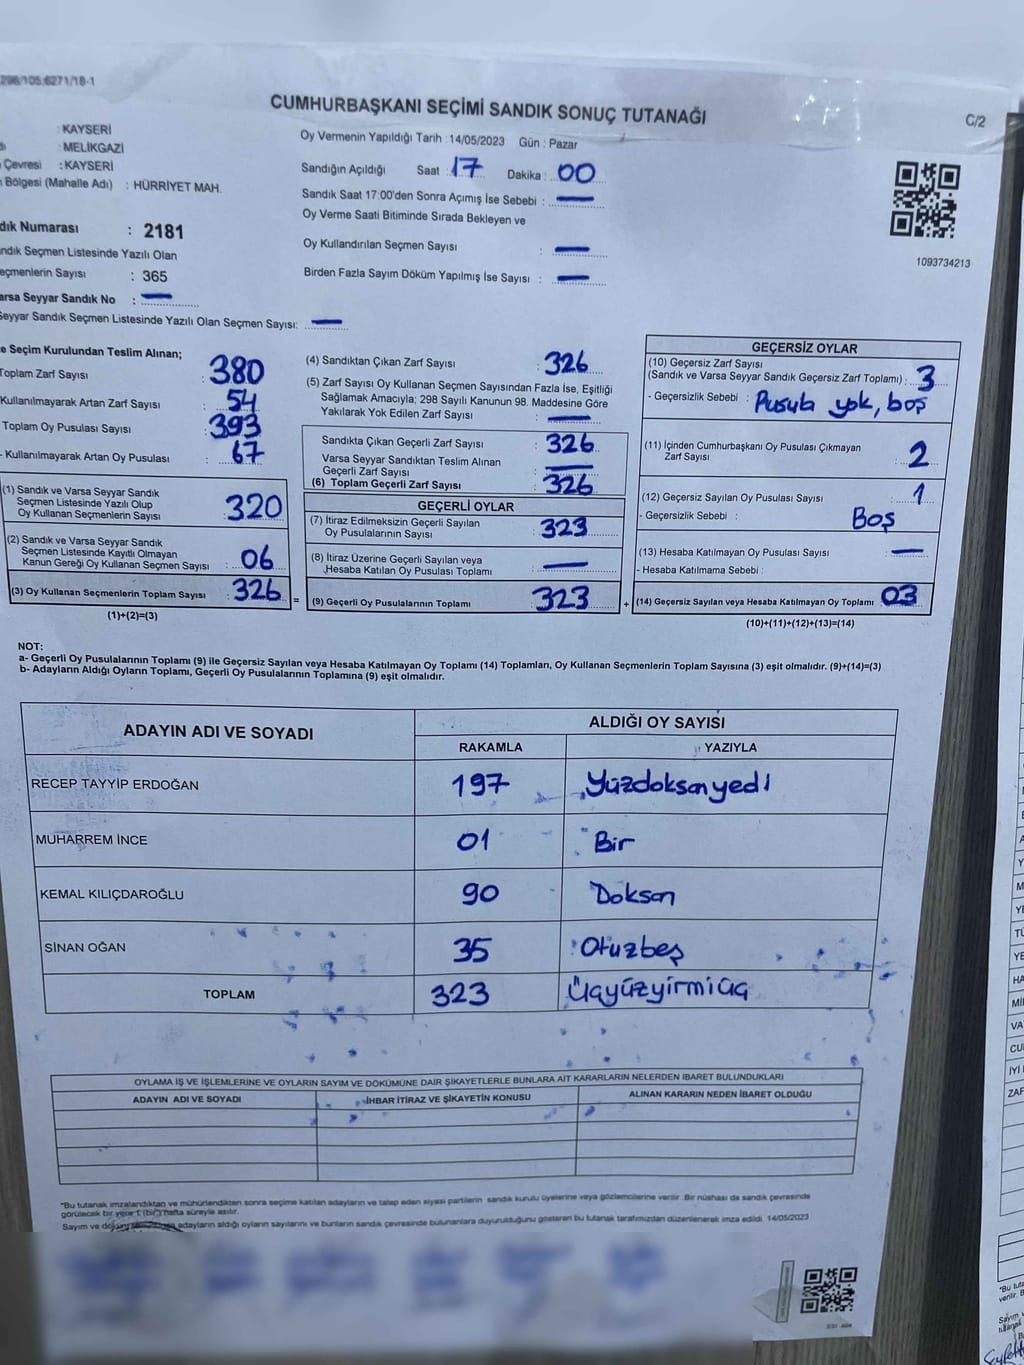 298/105.6271/18-1
CUMHURBAŞKANI SEÇİMİ SANDIK SONUÇ TUTANAĞI
C/2
: KAYSERİ
: MELİKGAZİ
Çevresi : KAYSERİ
Bölgesi (Mahalle Adı) : HÜRRİYET MAH.
Numarası : 2181
Seçmen Listesinde Yazılı Olan
Sayısı : 365
Seyyar Sandık No : —
Seyyar Sandık Seçmen Listesinde Yazılı Olan Seçmen Sayısı: —
Oy Vermenin Yapıldığı Tarih : 14/05/2023 Gün : Pazar
Sandığın Açıldığı Saat : 17 Dakika : 00
Sandık Saat 17:00'den Sonra Açımış İse Sebebi : —
Oy Verme Saati Bitiminde Sırada Bekleyen ve
Oy Kullandırılan Seçmen Sayısı : —
Birden Fazla Sayım Döküm Yapılmış İse Sayısı : —
1093734213
Seçim Kurulundan Teslim Alınan;
Toplam Zarf Sayısı : 380
Kullanılmayarak Artan Zarf Sayısı : 54
Toplam Oy Pusulası Sayısı : 393
- Kullanılmayarak Artan Oy Pusulası : 67
(1) Sandık ve Varsa Seyyar Sandık
Seçmen Listesinde Yazılı Olup
Oy Kullanan Seçmenlerin Sayısı : 320
(2) Sandık ve Varsa Seyyar Sandık
Seçmen Listesinde Kayıtlı Olmayan
Kanun Gereği Oy Kullanan Seçmen Sayısı : 06
(3) Oy Kullanan Seçmenlerin Toplam Sayısı : 326 =
(1)+(2)=(3)
(4) Sandıktan Çıkan Zarf Sayısı : 326
(5) Zarf Sayısı Oy Kullanan Seçmen Sayısından Fazla İse, Eşitliği
Sağlamak Amacıyla; 298 Sayılı Kanunun 98. Maddesine Göre
Yakılarak Yok Edilen Zarf Sayısı : —
Sandıkta Çıkan Geçerli Zarf Sayısı : 326
Varsa Seyyar Sandıktan Teslim Alınan
Geçerli Zarf Sayısı : —
(6) Toplam Geçerli Zarf Sayısı : 326
GEÇERLİ OYLAR
(7) İtiraz Edilmeksizin Geçerli Sayılan
Oy Pusulalarının Sayısı : 323
(8) İtiraz Üzerine Geçerli Sayılan veya
Hesaba Katılan Oy Pusulası Toplamı : —
(9) Geçerli Oy Pusulalarının Toplamı : 323 +
GEÇERSİZ OYLAR
(10) Geçersiz Zarf Sayısı
(Sandık ve Varsa Seyyar Sandık Geçersiz Zarf Toplamı) : 3
- Geçersizlik Sebebi : Pusula yok, boş
(11) İçinden Cumhurbaşkanı Oy Pusulası Çıkmayan
Zarf Sayısı : 2
(12) Geçersiz Sayılan Oy Pusulası Sayısı : 1
- Geçersizlik Sebebi : Boş
(13) Hesaba Katılmayan Oy Pusulası Sayısı : —
- Hesaba Katılmama Sebebi :
(14) Geçersiz Sayılan veya Hesaba Katılmayan Oy Toplamı : 03
(10)+(11)+(12)+(13)=(14)
NOT:
a- Geçerli Oy Pusulalarının Toplamı (9) ile Geçersiz Sayılan veya Hesaba Katılmayan Oy Toplamı (14) Toplamları, Oy Kullanan Seçmenlerin Toplam Sayısına (3) eşit olmalıdır. (9)+(14)=(3)
b- Adayların Aldığı Oyların Toplamı, Geçerli Oy Pusulalarının Toplamına (9) eşit olmalıdır.
ADAYIN ADI VE SOYADI ALDIĞI OY SAYISI
RAKAMLA YAZIYLA
RECEP TAYYİP ERDOĞAN 197 Yüzdoksanyedi
MUHARREM İNCE 01 Bir
KEMAL KILIÇDAROĞLU 90 Doksan
SİNAN OĞAN 35 Otuzbeş
TOPLAM 323 Üçyüzyirmiüç
OYLAMA İŞ VE İŞLEMLERİNE VE OYLARIN SAYIM VE DÖKÜMÜNE DAİR ŞİKAYETLERLE BUNLARA AİT KARARLARIN NELERDEN İBARET BULUNDUKLARI
ADAYIN ADI VE SOYADI İHBAR İTİRAZ VE ŞİKAYETİN KONUSU ALINAN KARARIN NEDEN İBARET OLDUĞU
*Bu tutanak imzalandıktan ve mühürlendikten sonra seçime katılan adayların ve talep eden siyasi partilerin sandık kurulu üyelerine veya gözlemcilerine verilir. Bir nüshası da sandık çevresinde
görülecek bir yere 1 (bir) hafta süreyle asılır.
Sayım ve adayların aldığı oyların sayılarını ve bunların sandık çevresinde bulunanlara duyurulduğunu gösteren bu tutanak tarafımızdan düzenlenerek imza edildi. 14/05/2023